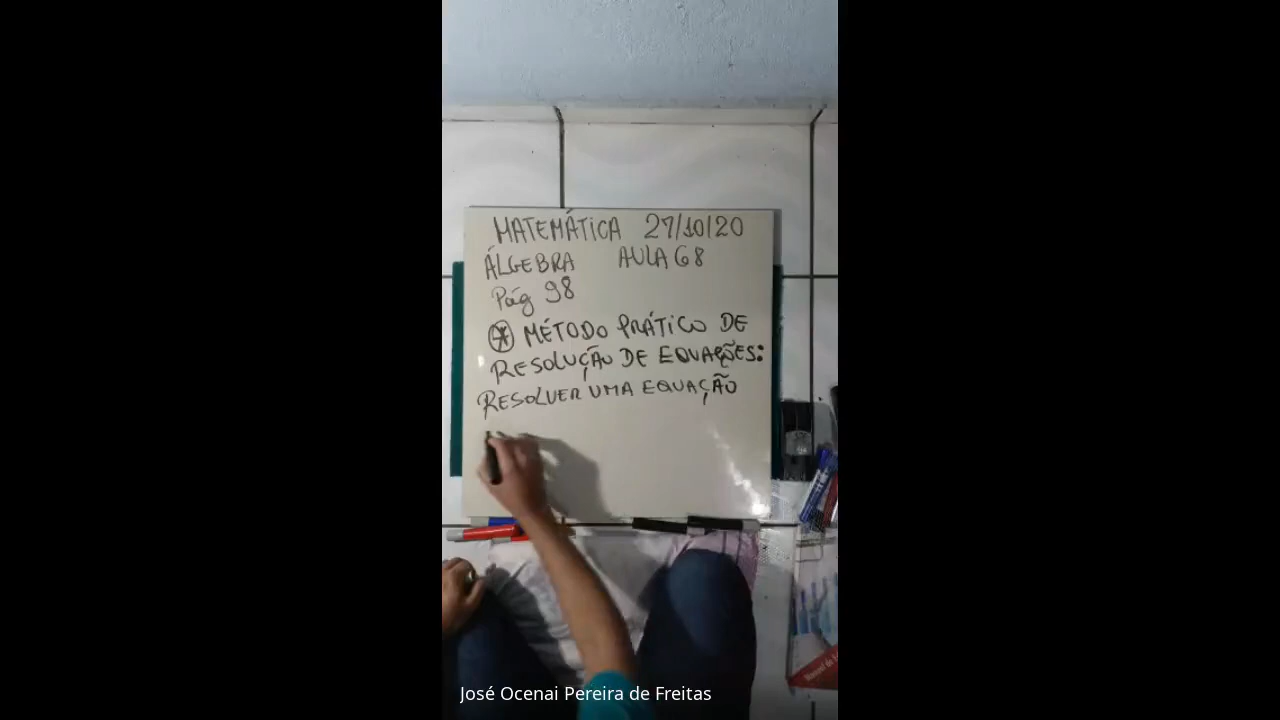 MATEMÁTICA 27/10/20
ÁLGEBRA AULA 68
Pág 98
* MÉTODO PRÁTICO DE
RESOLUÇÃO DE EQUAÇÕES:
RESOLVER UMA EQUAÇÃO
José Ocenai Pereira de Freitas